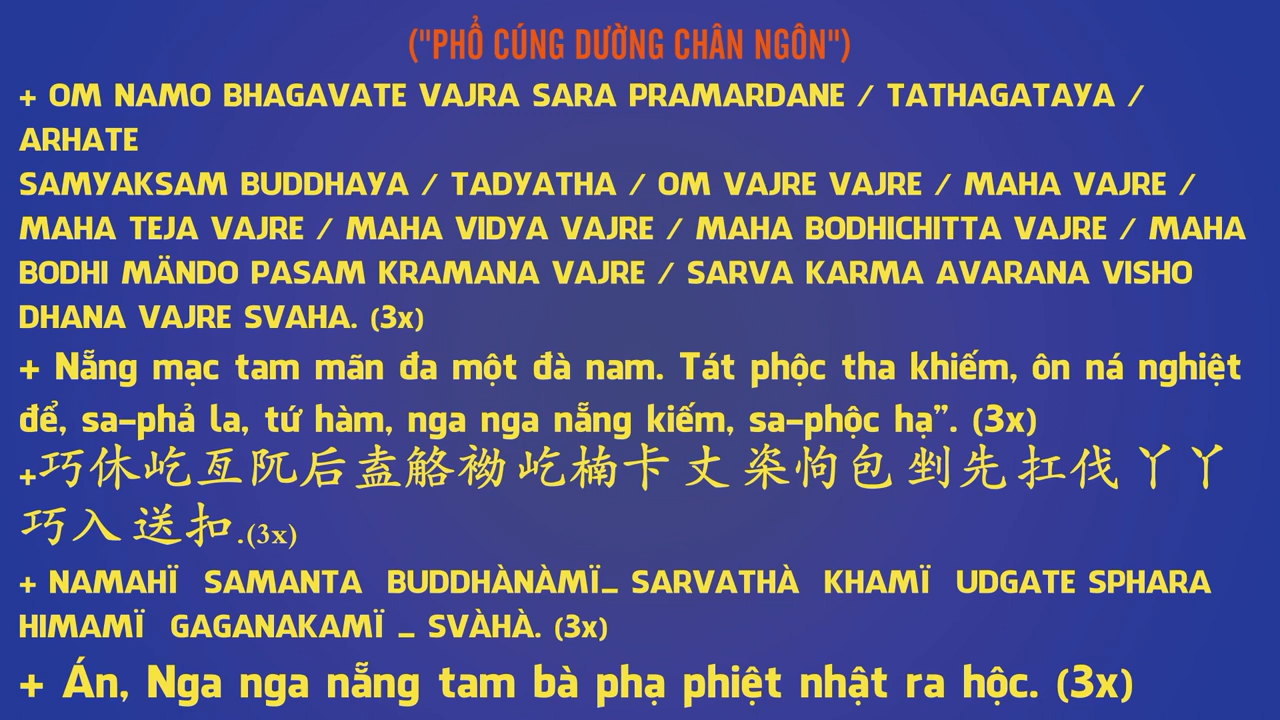 ("PHỔ CÚNG DƯỜNG CHÂN NGÔN")
+ OM NAMO BHAGAVATE VAJRA SARA PRAMARDANE / TATHAGATAYA /
ARHATE
SAMYAKSAM BUDDHAYA / TADYATHA / OM VAJRE VAJRE / MAHA VAJRE /
MAHA TEJA VAJRE / MAHA VIDYA VAJRE / MAHA BODHICHITTA VAJRE / MAHA
BODHI MÄNDO PASAM KRAMANA VAJRE / SARVA KARMA AVARANA VISHO
DHANA VAJRE SVAHA. (3x)
+ Nẵng mạc tam mãn đa một đà nam. Tát phộc tha khiếm, ôn ná nghiệt
để, sa-phả la, tứ hàm, nga nga nẵng kiếm, sa-phộc hạ”. (3x)
+巧休屹亙阢后盍觡袎屹楠卡丈楶怐包剉先扛伐丫丫
巧入送扣.(3x)
+ NAMAHÏ SAMANTA BUDDHÀNÀMÏ_ SARVATHÀ KHAMÏ UDGATE SPHARA
HIMAMÏ GAGANAKAMÏ _ SVÀHÀ. (3x)
+ Án, Nga nga nẵng tam bà phạ phiệt nhật ra hộc. (3x)